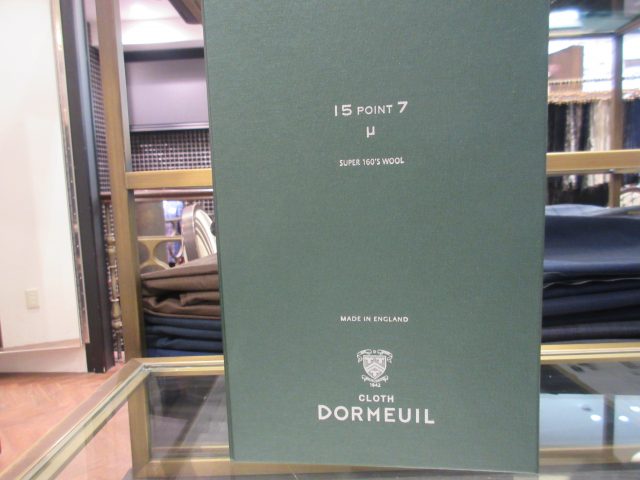 15 POINT 7
μ
SUPER 160'S WOOL
MADE IN ENGLAND
1842
CLOTH
DORMEUIL